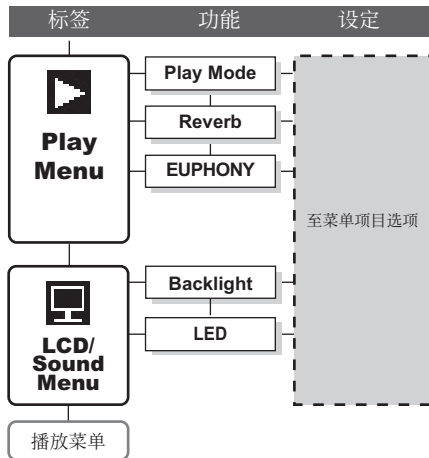 标签 功能 设定
Play Mode
Reverb
EUPHONY
Play
Menu
至菜单项目选项
Backlight
LED
LCD/
Sound
Menu
播放菜单